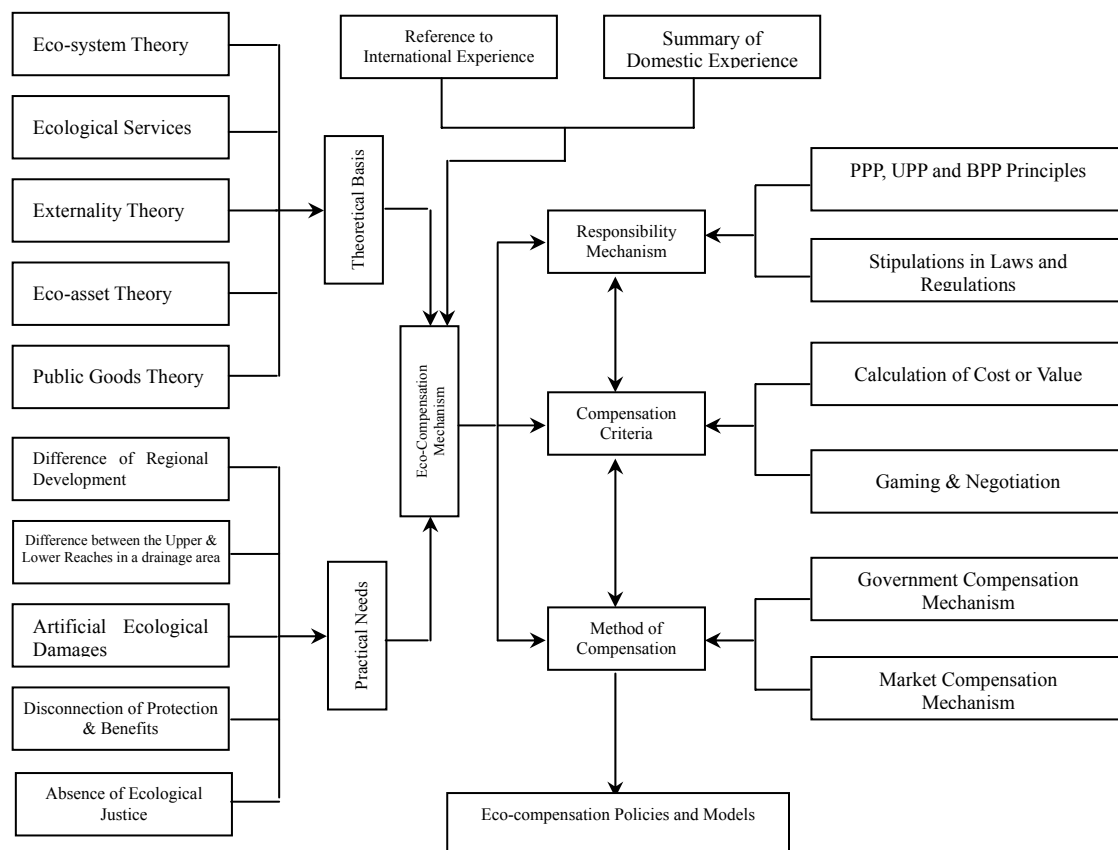 Eco-system Theory
Ecological Services
Externality Theory
Eco-asset Theory
Public Goods Theory
Difference of Regional
Development
Difference between the Upper &
Lower Reaches in a drainage area
Artificial Ecological
Damages
Disconnection of Protection
& Benefits
Absence of Ecological
Justice
Theoretical Basis
Practical Needs
Reference to
International Experience
Summary of
Domestic Experience
Eco-Compensation
Mechanism
Responsibility
Mechanism
Compensation
Criteria
Method of
Compensation
Eco-compensation Policies and Models
PPP, UPP and BPP Principles
Stipulations in Laws and
Regulations
Calculation of Cost or Value
Gaming & Negotiation
Government Compensation
Mechanism
Market Compensation
Mechanism